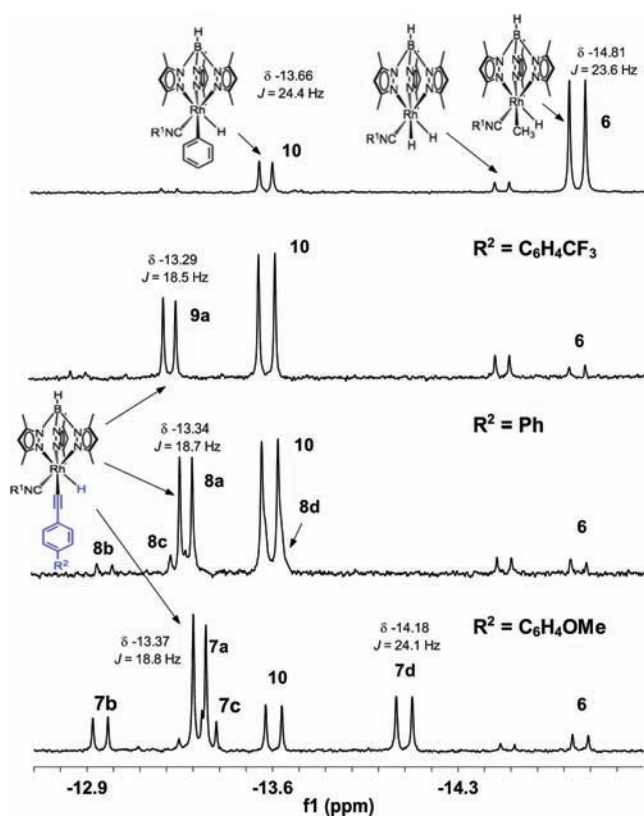 H
B
N
N
N
N
N
N
Rh
R¹NC
H
δ -13.66
J = 24.4 Hz
10
H
B
N
N
N
N
N
N
Rh
R¹NC
H
H
H
B
N
N
N
N
N
N
Rh
R¹NC
H
CH₃
δ -14.81
J = 23.6 Hz
6
R² = C₆H₄CF₃
δ -13.29
J = 18.5 Hz
9a
10
6
R² = Ph
H
B
N
N
N
N
N
N
Rh
R¹NC
H
R²
δ -13.34
J = 18.7 Hz
8a
10
8d
8b
8c
6
R² = C₆H₄OMe
δ -13.37
J = 18.8 Hz
7a
7b
7c
10
δ -14.18
J = 24.1 Hz
7d
6
-12.9 -13.6 -14.3
f1 (ppm)